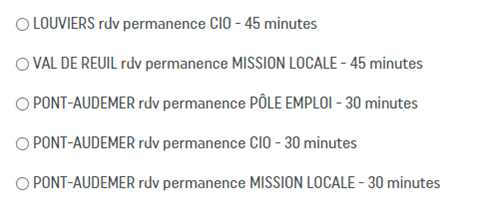 LOUVIERS rdv permanence CIO - 45 minutes
VAL DE REUIL rdv permanence MISSION LOCALE - 45 minutes
PONT-AUDEMER rdv permanence PÔLE EMPLOI - 30 minutes
PONT-AUDEMER rdv permanence CIO - 30 minutes
PONT-AUDEMER rdv permanence MISSION LOCALE - 30 minutes